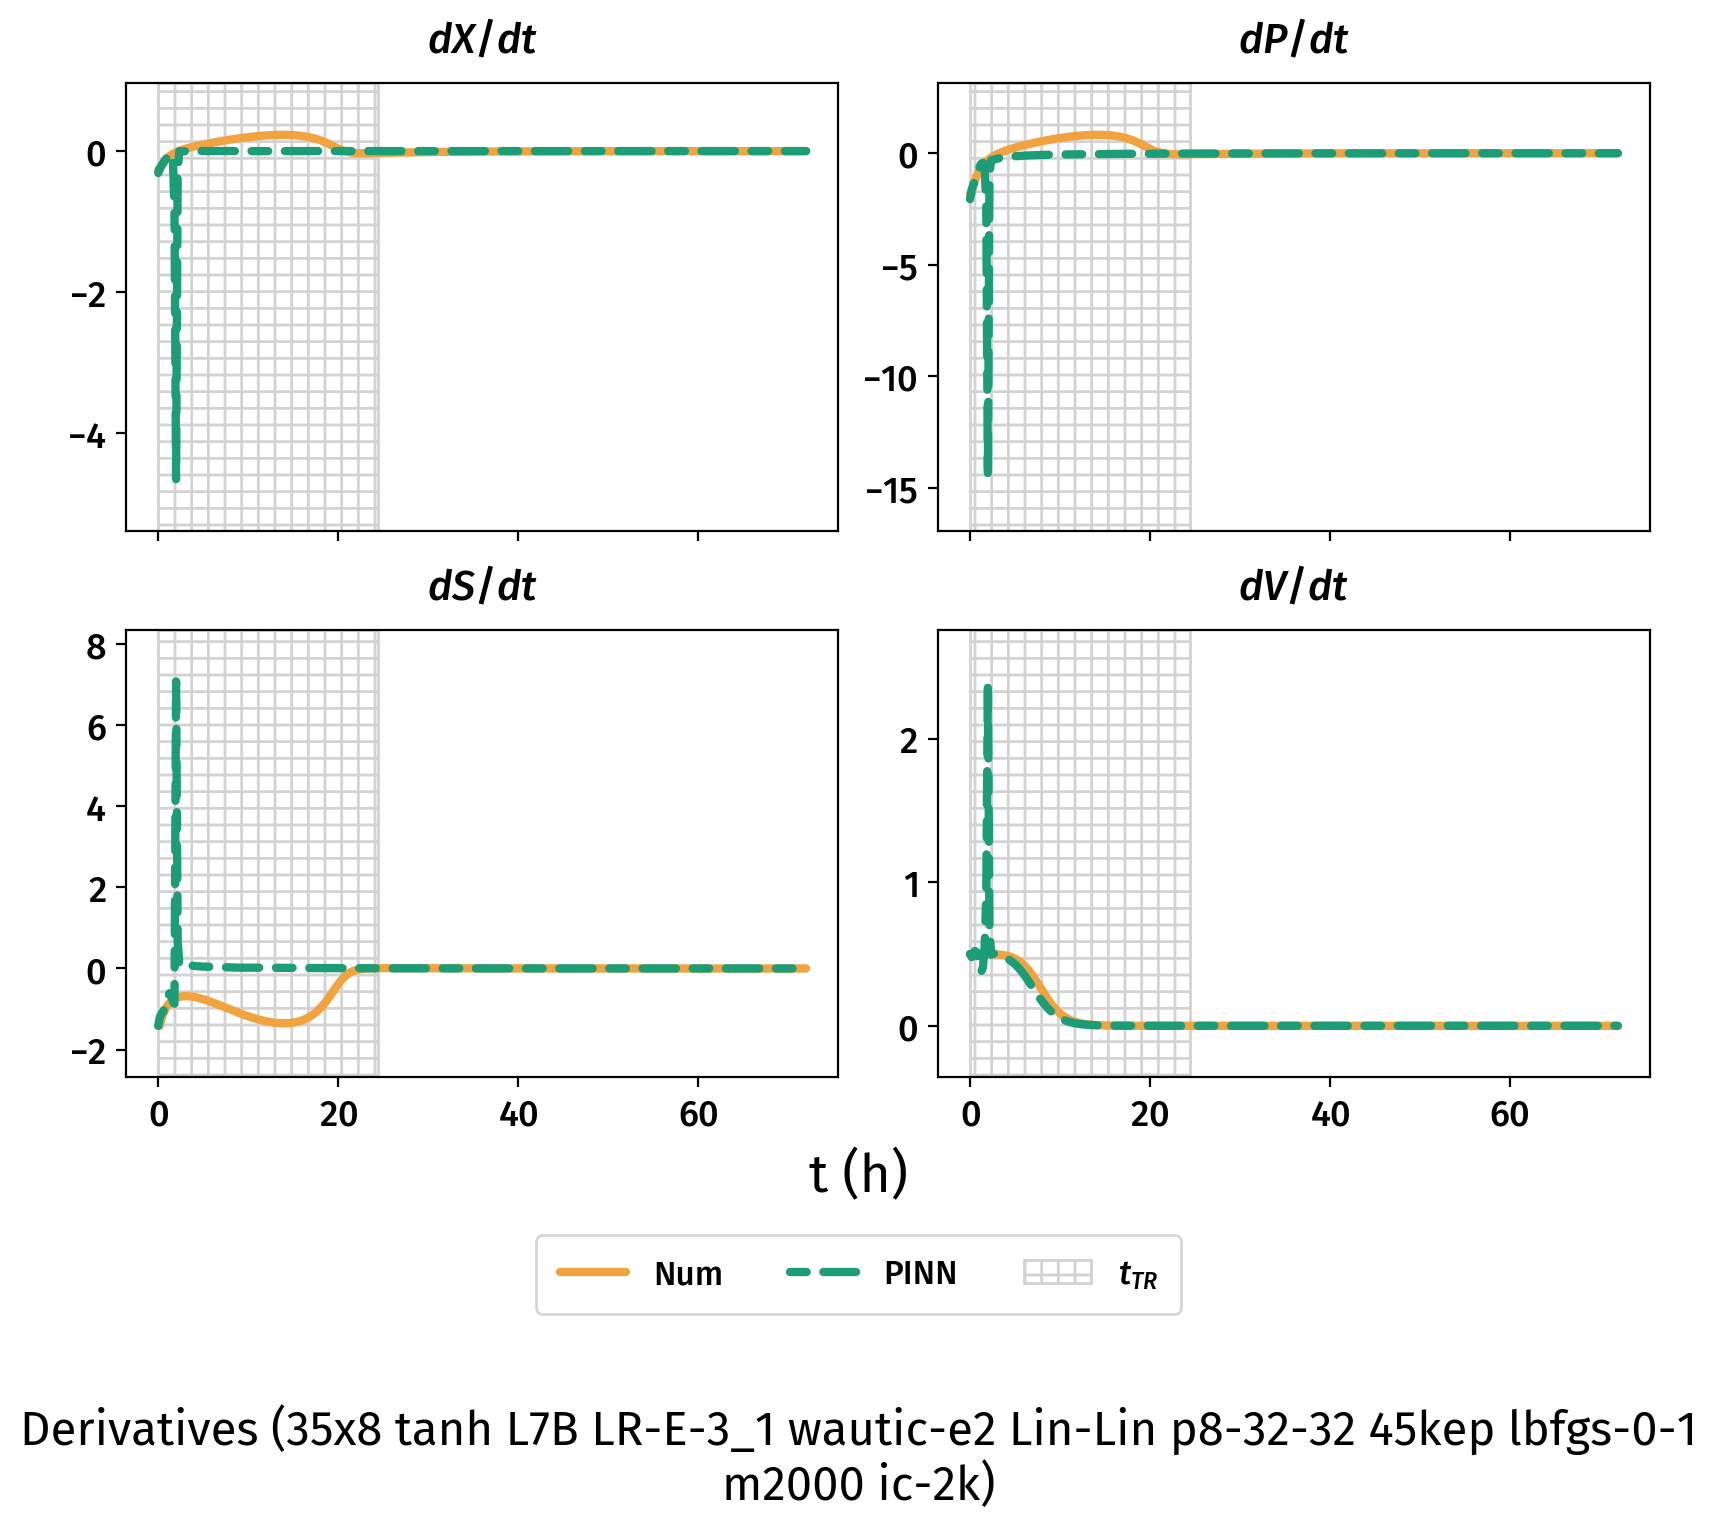 dX/dt
dP/dt
0
−2
−4
0
−5
−10
−15
dS/dt
dV/dt
8
6
4
2
0
−2
2
1
0
0 20 40 60
0 20 40 60
t (h)
Num PINN tTR
Derivatives (35x8 tanh L7B LR-E-3_1 wautic-e2 Lin-Lin p8-32-32 45kep lbfgs-0-1
m2000 ic-2k)